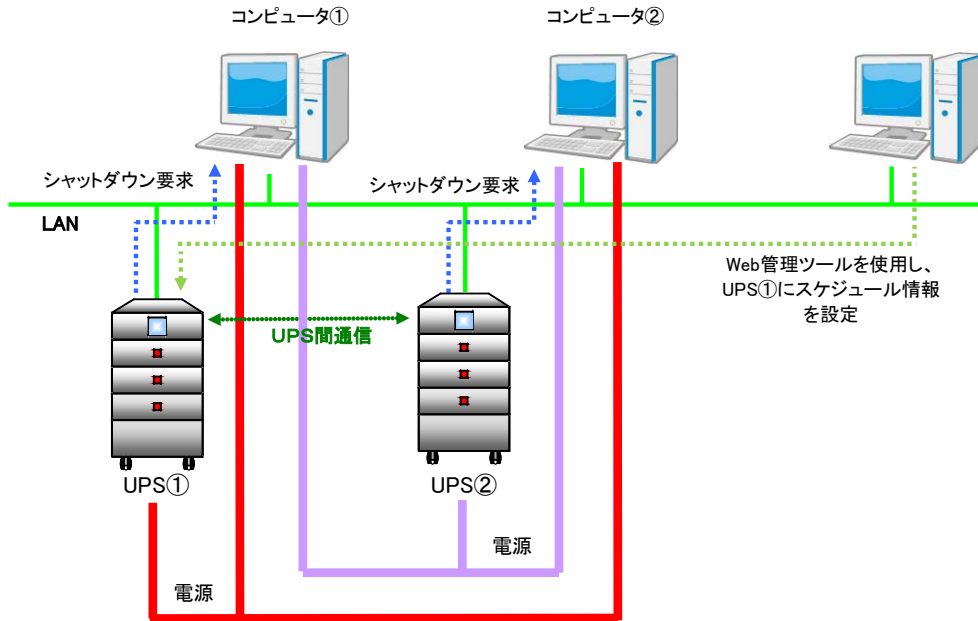 コンピュータ①
コンピュータ②
シャットダウン要求
シャットダウン要求
LAN
Web管理ツールを使用し、
UPS①にスケジュール情報
を設定
UPS間通信
UPS①
UPS②
電源
電源